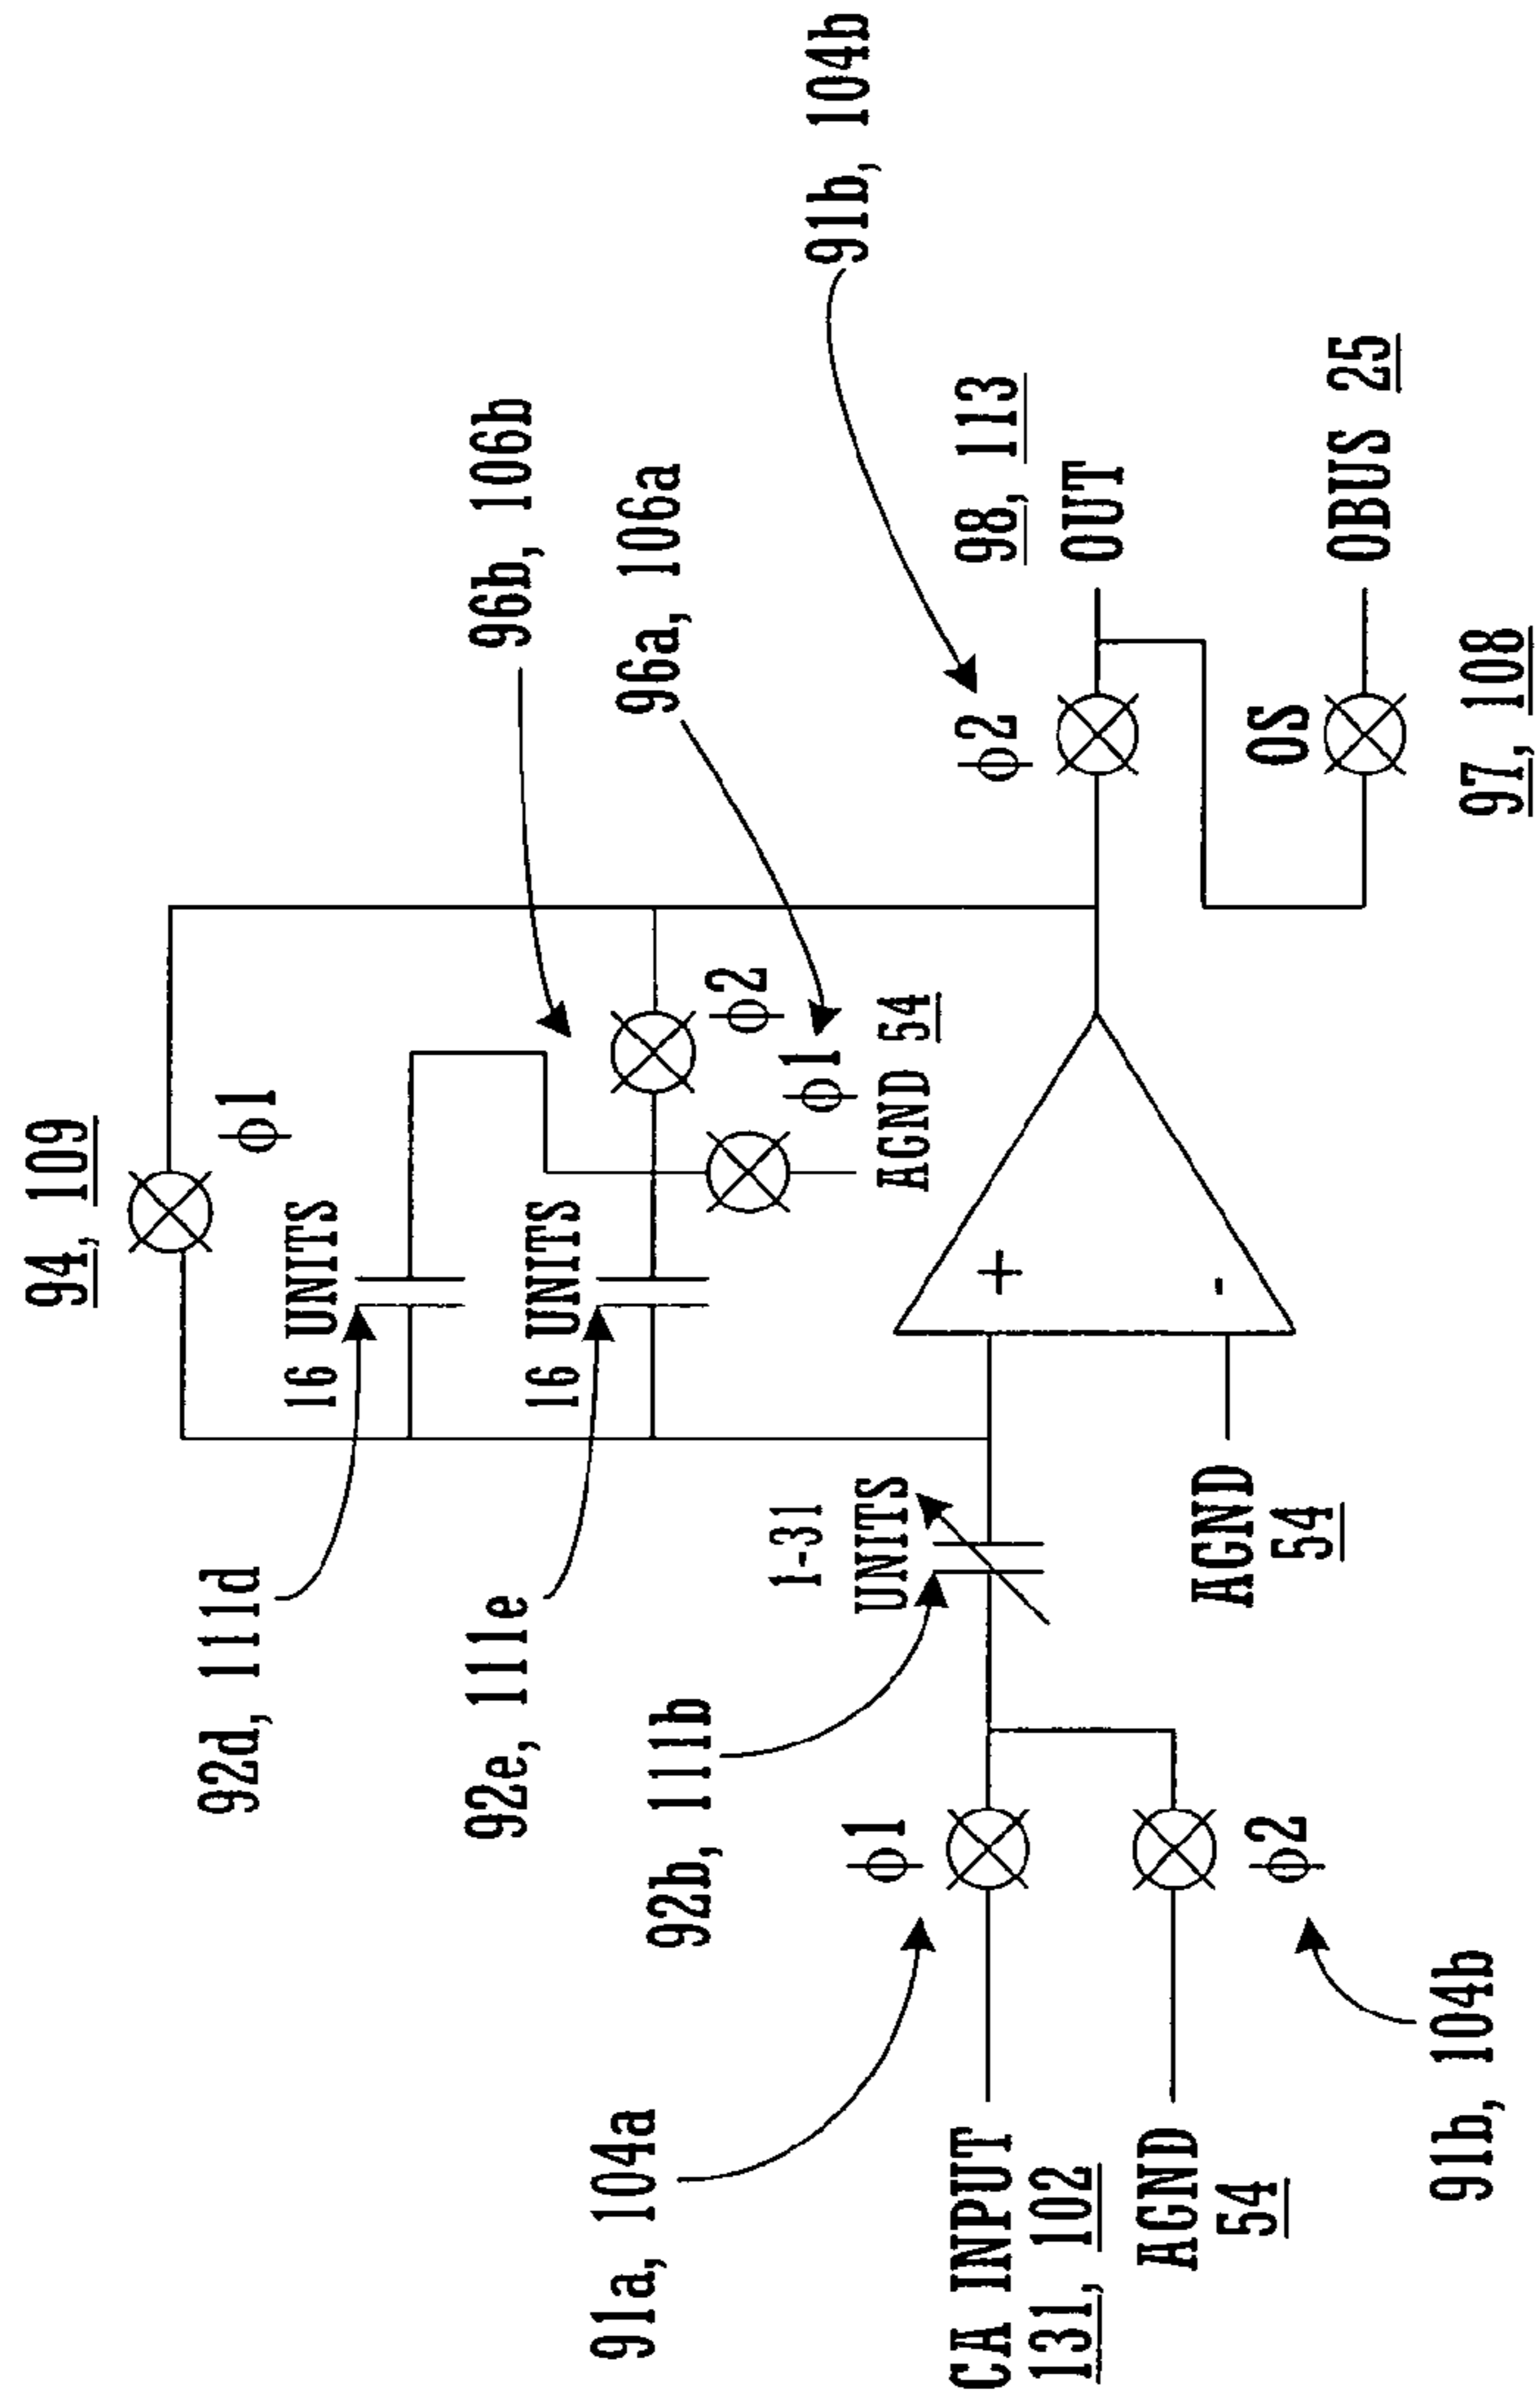 94, 109
ϕ1
16 UNITS
92d, 111d
16 UNITS
92e, 111e
96b, 106b
96a, 106a
ϕ2
ϕ1
AGND 54
91b, 104b
1-31
UNITS
92b, 111b
ϕ1
91a, 104a
CA INPUT
131, 102
AGND
54
ϕ2
91b, 104b
+
-
AGND
54
ϕ2
98, 113
OUT
OS
OBUS 25
97, 108